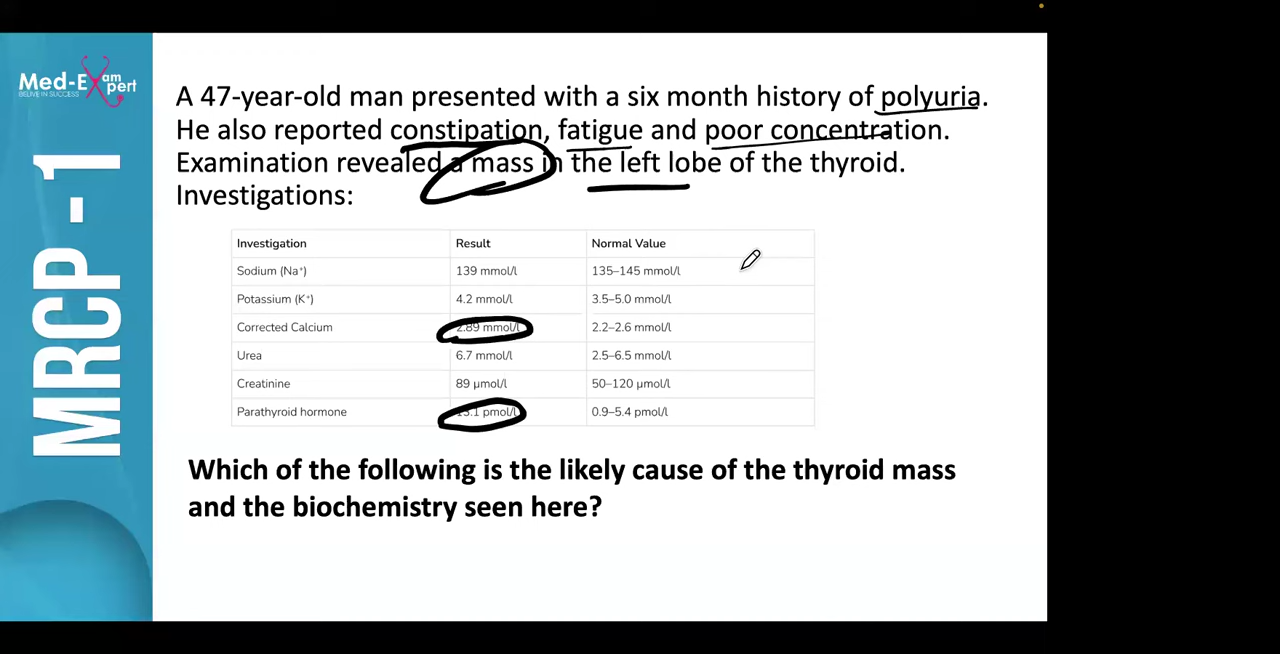 Med-Exam
pert
BELIVE IN SUCCESS
MRCP -1
A 47-year-old man presented with a six month history of polyuria.
He also reported constipation, fatigue and poor concentration.
Examination revealed a mass in the left lobe of the thyroid.
Investigations:
Investigation Result Normal Value
Sodium (Na⁺) 139 mmol/l 135–145 mmol/l
Potassium (K⁺) 4.2 mmol/l 3.5–5.0 mmol/l
Corrected Calcium 2.89 mmol/l 2.2–2.6 mmol/l
Urea 6.7 mmol/l 2.5–6.5 mmol/l
Creatinine 89 µmol/l 50–120 µmol/l
Parathyroid hormone pmol/l 0.9–5.4 pmol/l
Which of the following is the likely cause of the thyroid mass
and the biochemistry seen here?